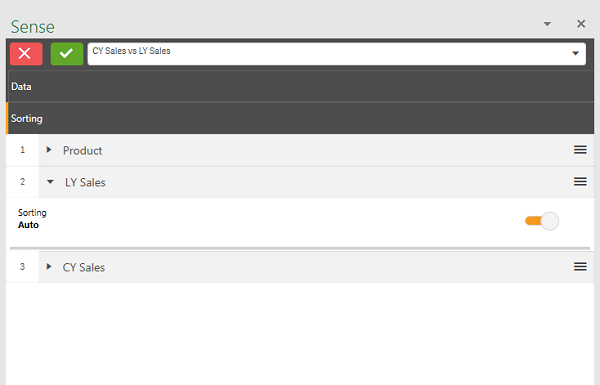 Sense
CY Sales vs LY Sales
Data
Sorting
1 Product
2 LY Sales
Sorting
Auto
3 CY Sales